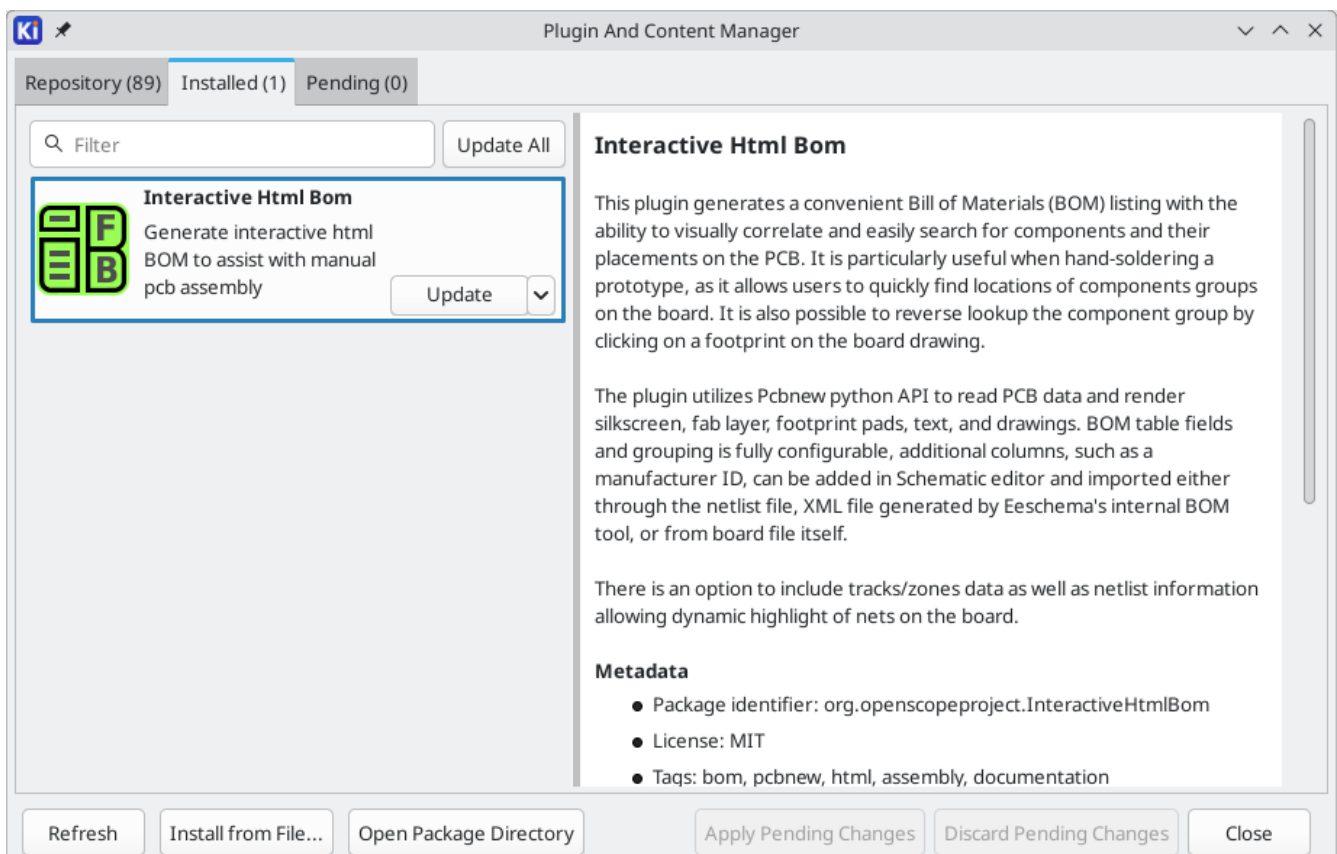 Ki
Plugin And Content Manager
Repository (89)
Installed (1)
Pending (0)
Filter
Update All
Interactive Html Bom
Generate interactive html
BOM to assist with manual
pcb assembly
F
B
Update
Interactive Html Bom
This plugin generates a convenient Bill of Materials (BOM) listing with the
ability to visually correlate and easily search for components and their
placements on the PCB. It is particularly useful when hand-soldering a
prototype, as it allows users to quickly find locations of components groups
on the board. It is also possible to reverse lookup the component group by
clicking on a footprint on the board drawing.
The plugin utilizes Pcbnew python API to read PCB data and render
silkscreen, fab layer, footprint pads, text, and drawings. BOM table fields
and grouping is fully configurable, additional columns, such as a
manufacturer ID, can be added in Schematic editor and imported either
through the netlist file, XML file generated by Eeschema's internal BOM
tool, or from board file itself.
There is an option to include tracks/zones data as well as netlist information
allowing dynamic highlight of nets on the board.
Metadata
● Package identifier: org.openscopeproject.InteractiveHtmlBom
● License: MIT
● Tags: bom, pcbnew, html, assembly, documentation
Refresh
Install from File...
Open Package Directory
Apply Pending Changes
Discard Pending Changes
Close